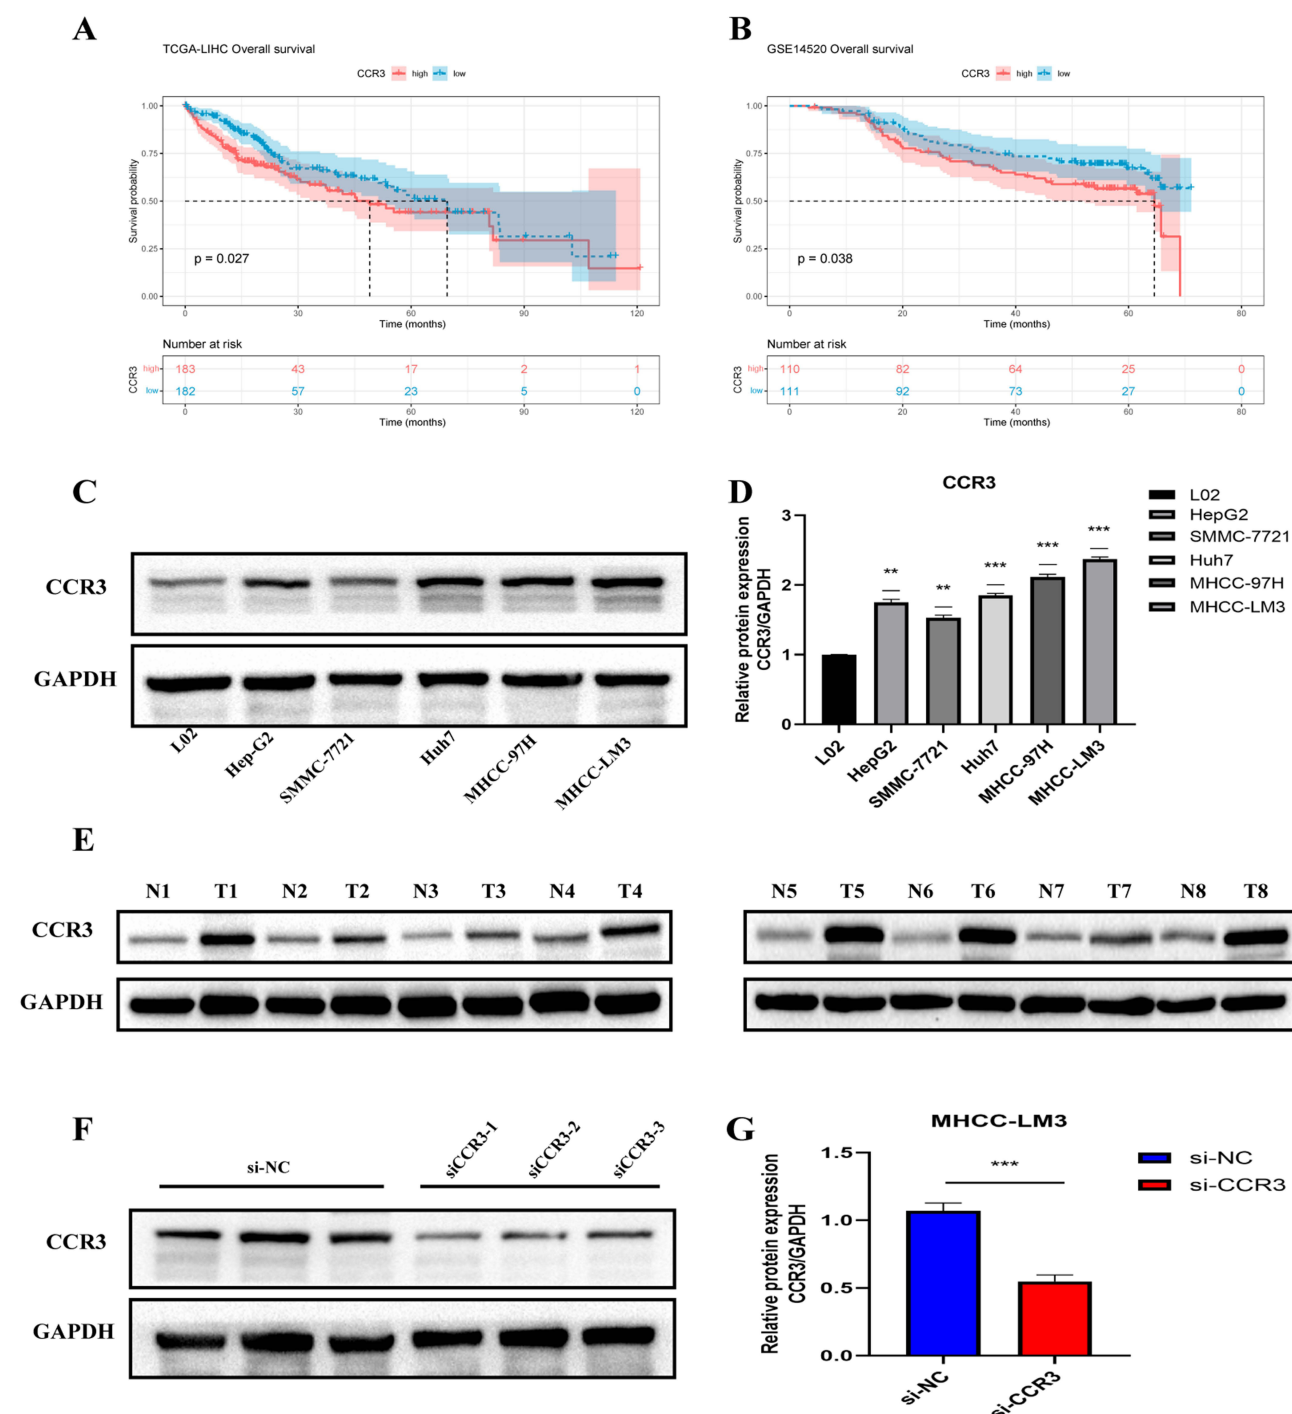 A
TCGA-LIHC Overall survival
CCR3 high low
1.00
0.75
0.50
0.25
0.00
Survival probability
p = 0.027
0 30 60 90 120
Time (months)
Number at risk
CCR3
high 183 43 17 2 1
low 182 57 23 5 0
0 30 60 90 120
Time (months)
B
GSE14520 Overall survival
CCR3 high low
1.00
0.75
0.50
0.25
0.00
Survival probability
p = 0.038
0 20 40 60 80
Time (months)
Number at risk
CCR3
high 110 82 64 25 0
low 111 92 73 27 0
0 20 40 60 80
Time (months)
C
CCR3
GAPDH
L02 Hep-G2 SMMC-7721 Huh7 MHCC-97H MHCC-LM3
D
CCR3
Relative protein expression
CCR3/GAPDH
3
2
1
0
** ** *** *** ***
L02 HepG2 SMMC-7721 Huh7 MHCC-97H MHCC-LM3
L02
HepG2
SMMC-7721
Huh7
MHCC-97H
MHCC-LM3
E
N1 T1 N2 T2 N3 T3 N4 T4
N5 T5 N6 T6 N7 T7 N8 T8
CCR3
GAPDH
F
si-NC siCCR3-1 siCCR3-2 siCCR3-3
CCR3
GAPDH
G
MHCC-LM3
Relative protein expression
CCR3/GAPDH
1.5
1.0
0.5
0.0
***
si-NC si-CCR3
si-NC
si-CCR3